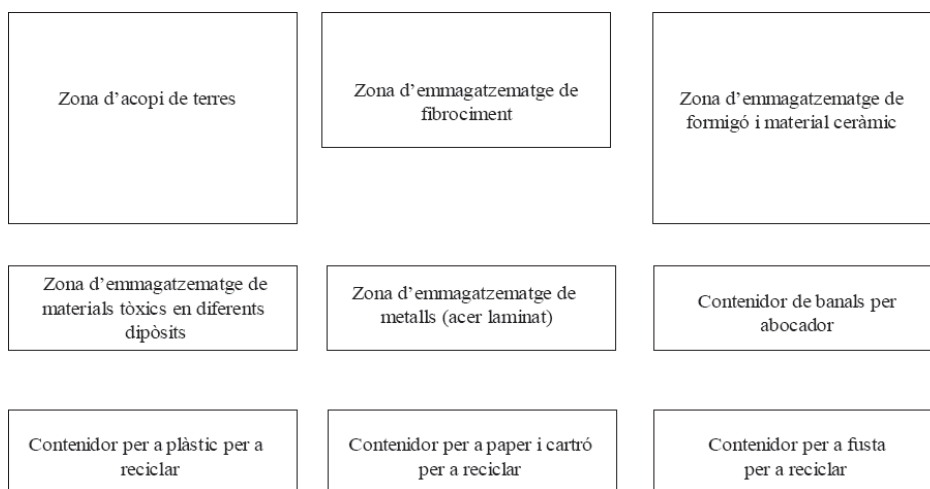 Zona d’acopi de terres
Zona d’emmagatzematge de
fibrociment
Zona d’emmagatzematge de
formigó i material ceràmic
Zona d’emmagatzematge de
materials tòxics en diferents
dipòsits
Zona d’emmagatzematge de
metalls (acer laminat)
Contenidor de banals per
abocador
Contenidor per a plàstic per a
reciclar
Contenidor per a paper i cartró
per a reciclar
Contenidor per a fusta
per a reciclar